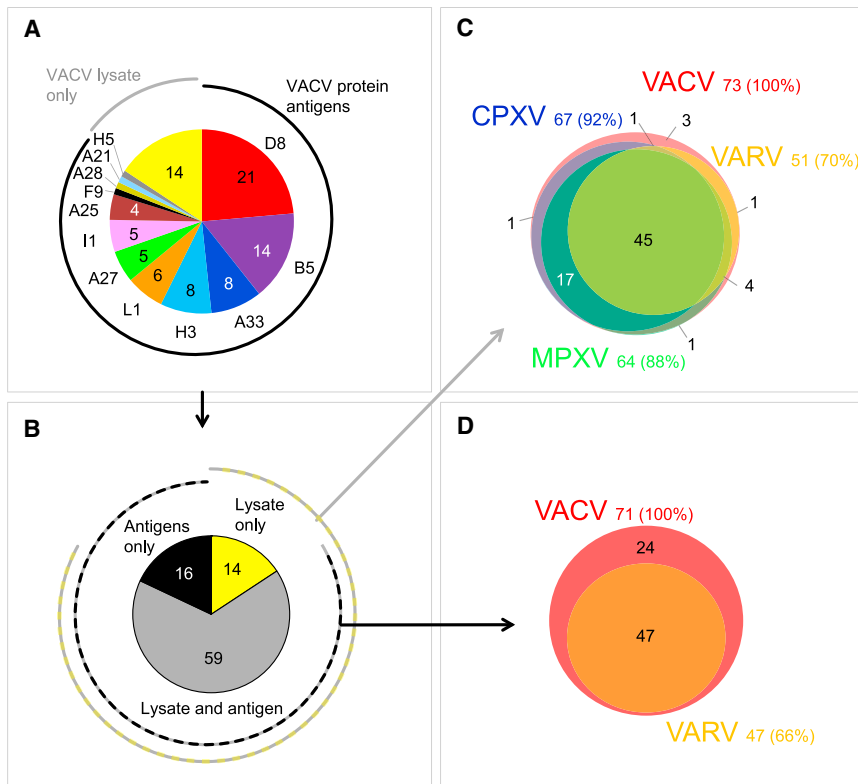 A
VACV lysate
only
VACV protein
antigens
H5
A21
A28
F9
A25
I1
A27
L1
H3
A33
B5
D8
14
21
14
8
8
6
5
5
4
B
Antigens
only
Lysate
only
16
14
59
Lysate and antigen
C
VACV 73 (100%)
CPXV 67 (92%)
1
3
VARV
51 (70%)
1
1
45
17
4
1
MPXV 64 (88%)
D
VACV 71 (100%)
24
47
VARV 47 (66%)